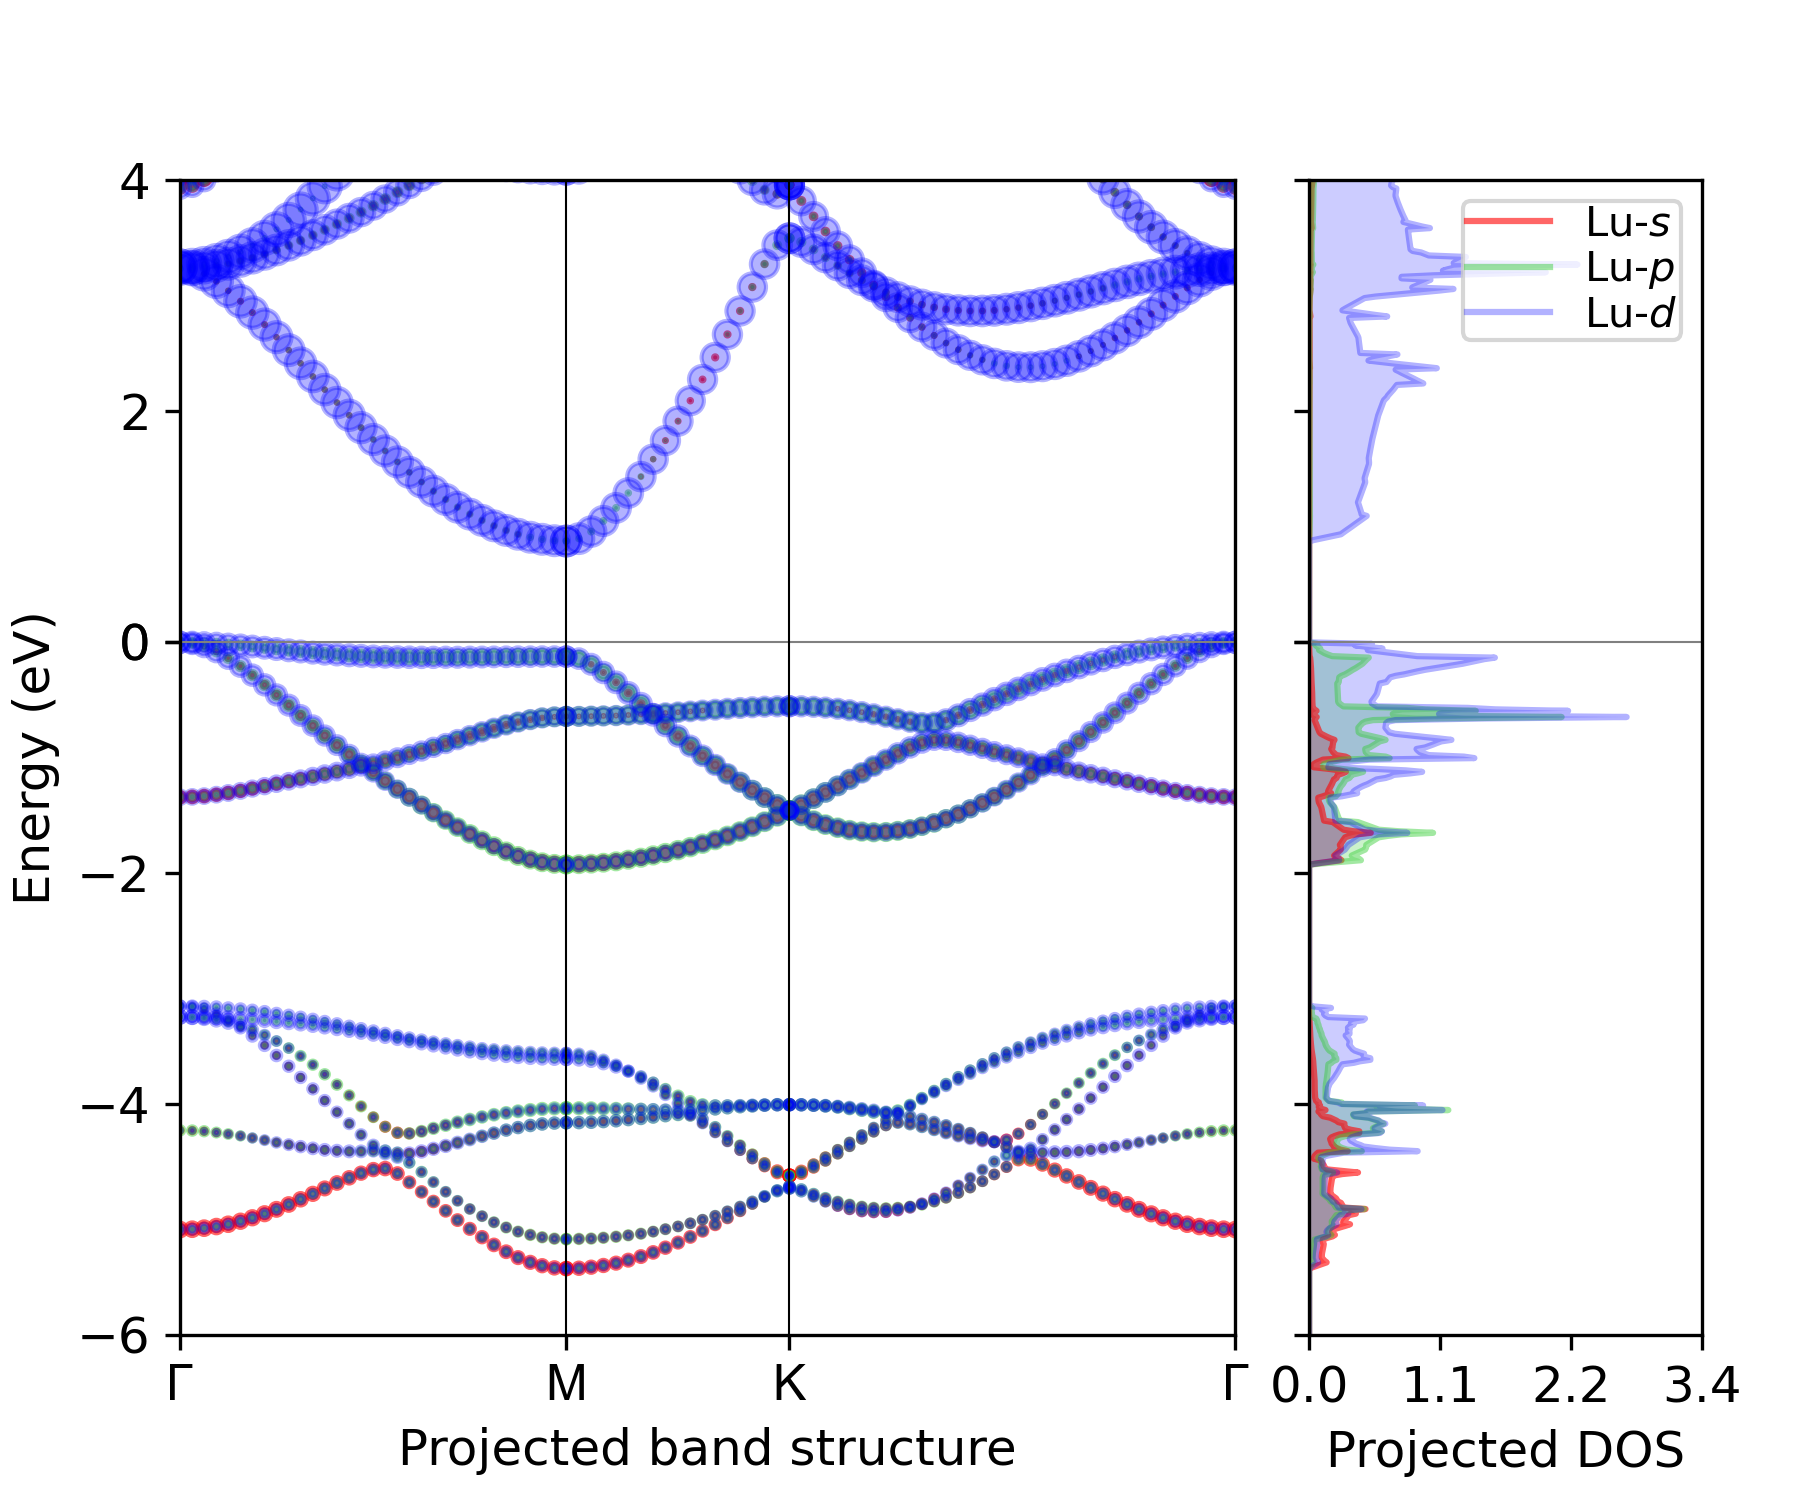 4
2
0
−2
−4
−6
Energy (eV)
Γ M K Γ
Projected band structure
Lu-s
Lu-p
Lu-d
0.0 1.1 2.2 3.4
Projected DOS